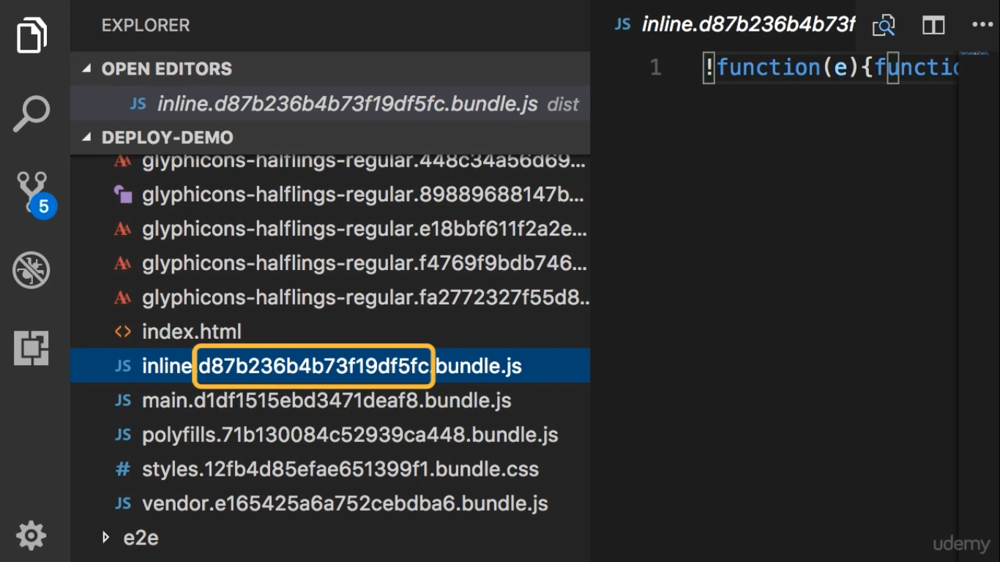 EXPLORER
OPEN EDITORS
JS inline.d87b236b4b73f19df5fc.bundle.js dist
DEPLOY-DEMO
glyphicons-halflings-regular.448c34a56d69...
glyphicons-halflings-regular.89889688147b...
glyphicons-halflings-regular.e18bbf611f2a2e...
glyphicons-halflings-regular.f4769f9bdb746...
glyphicons-halflings-regular.fa2772327f55d8..
<> index.html
JS inline.d87b236b4b73f19df5fc.bundle.js
JS main.d1df1515ebd3471deaf8.bundle.js
JS polyfills.71b130084c52939ca448.bundle.js
# styles.12fb4d85efae651399f1.bundle.css
JS vendor.e165425a6a752cebdba6.bundle.js
e2e
5
JS inline.d87b236b4b73f
1 !function(e){functio
udemy